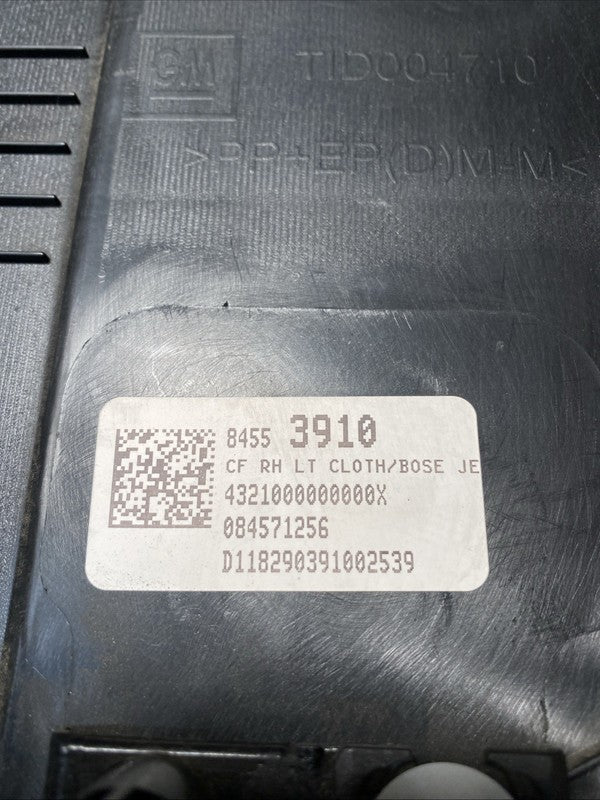 GM TID004710
>PP+EP(D)M-M<
8455 3910
CF RH LT CLOTH/BOSE JE
4321000000000X
084571256
D118290391002539